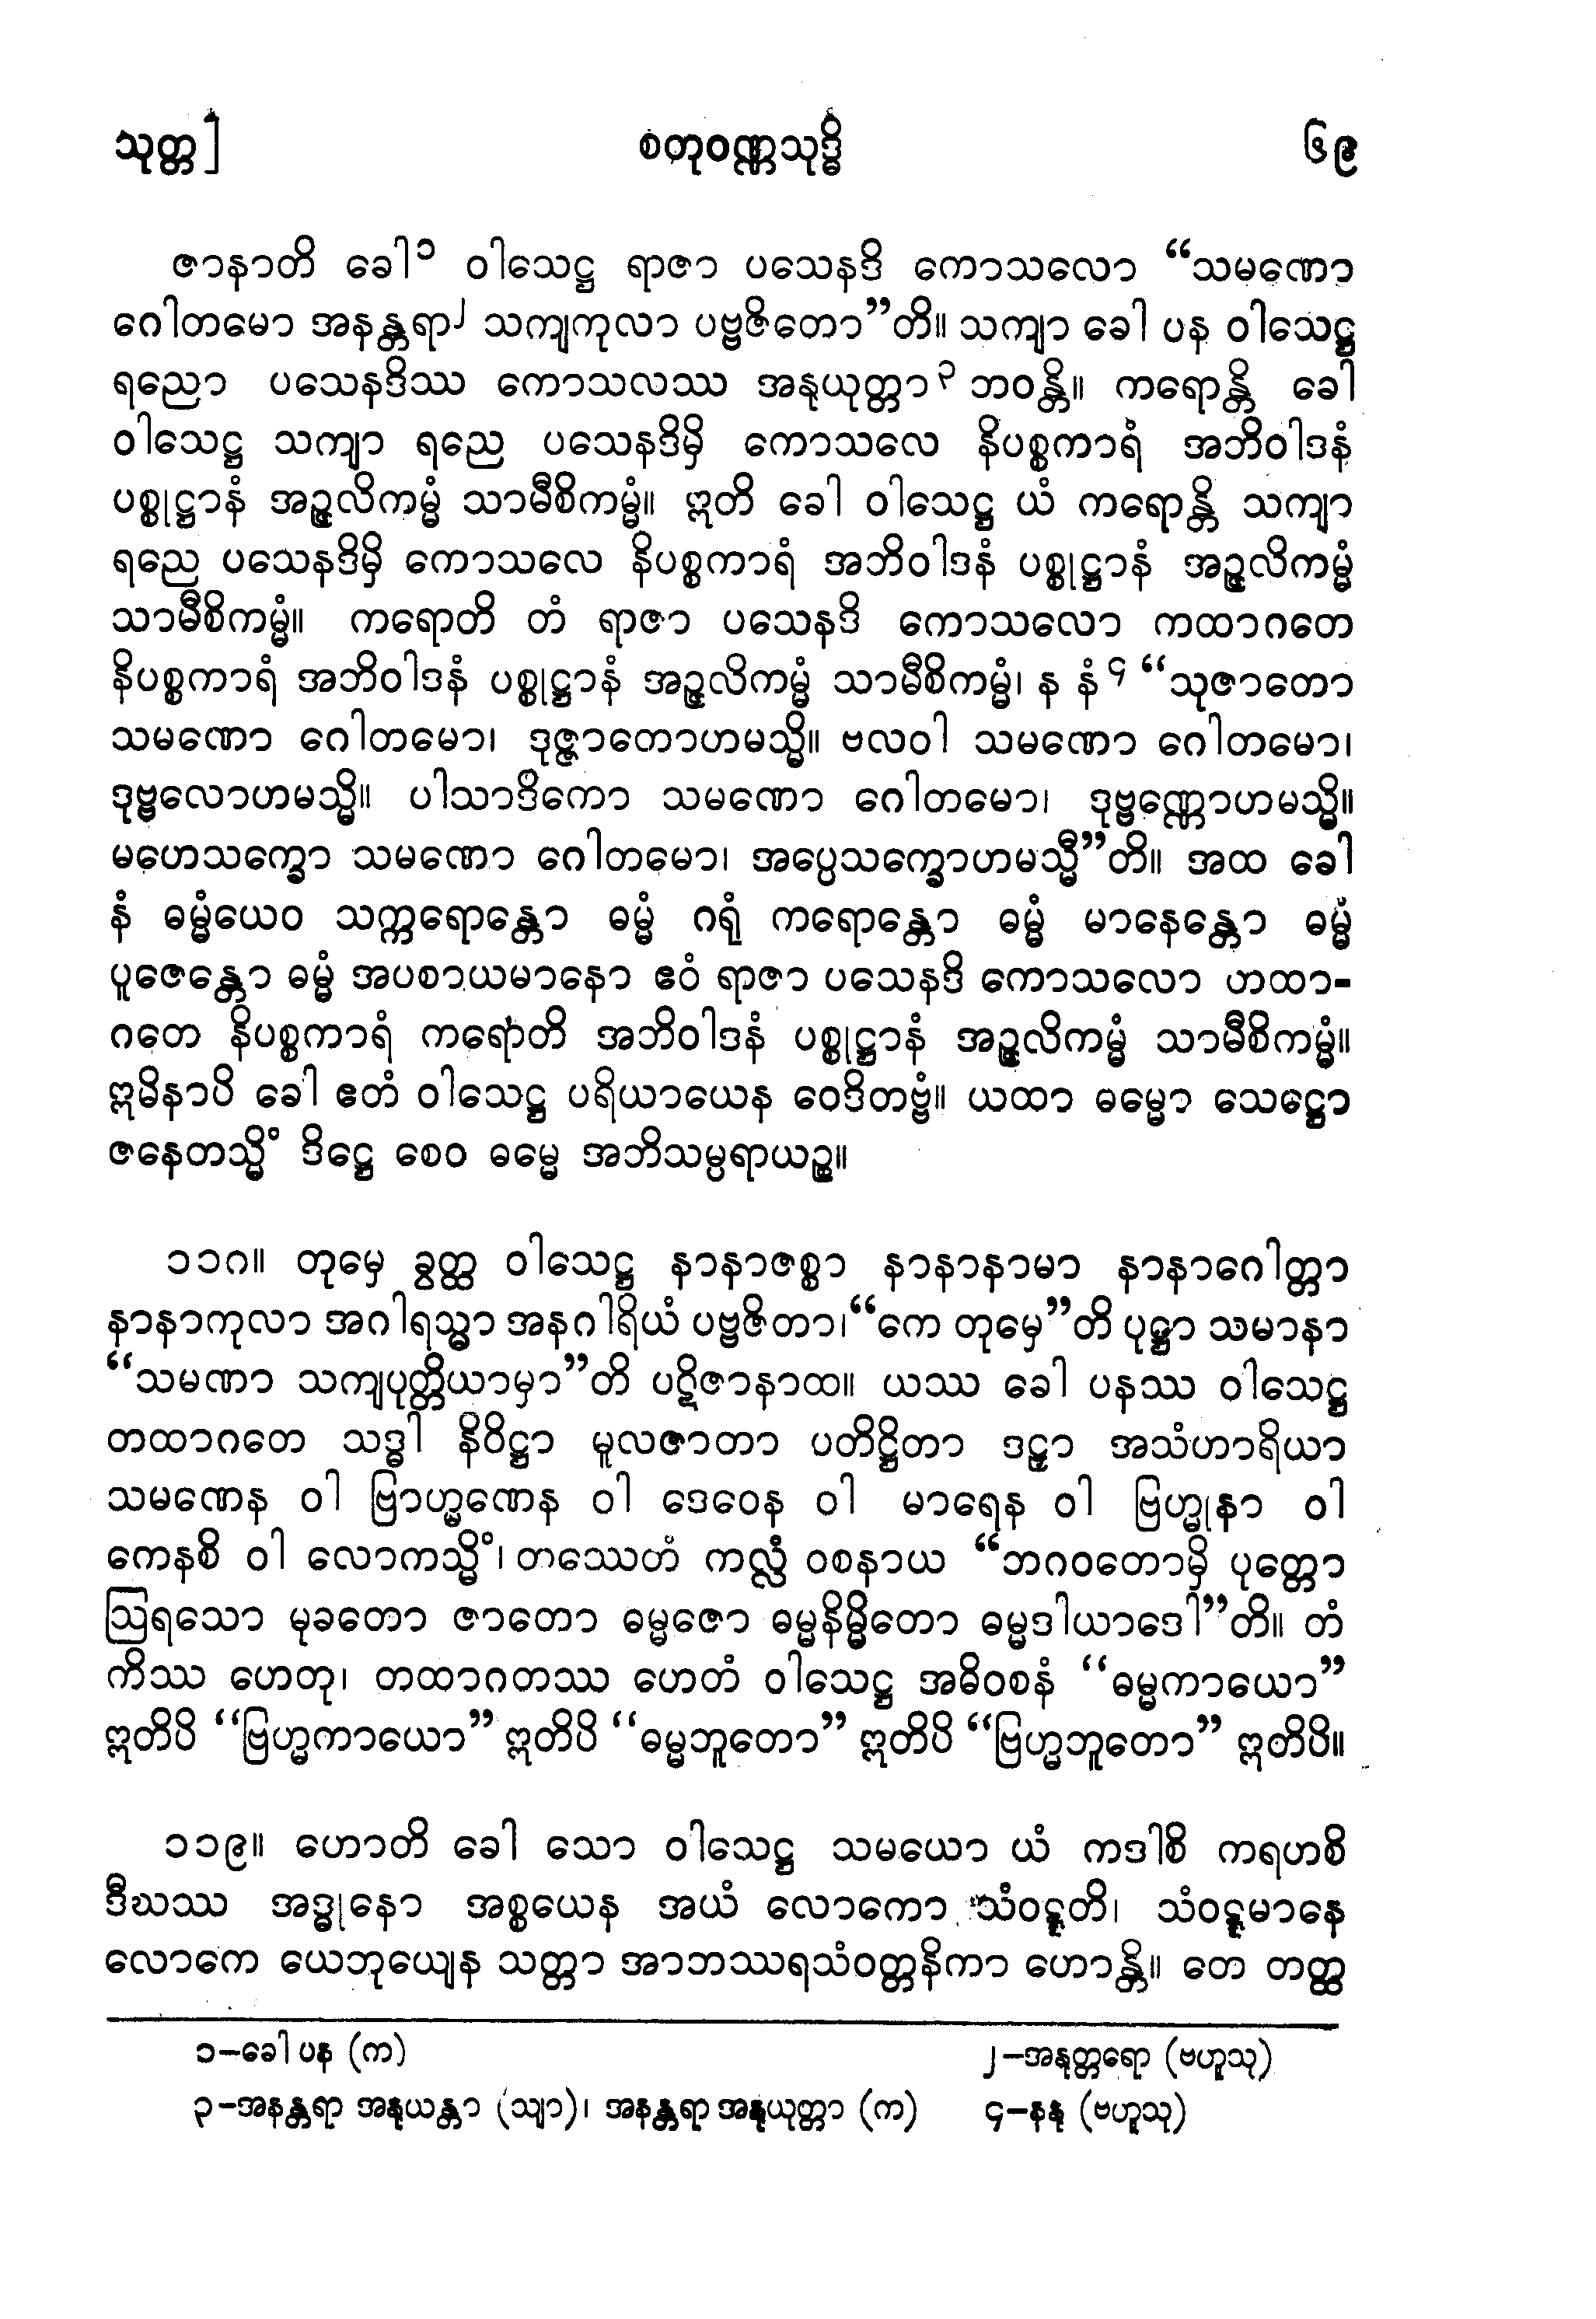 သုတ္တ] စတုဝဏ္ဏသုဒ္ဓိ ၆၉
ဇာနာတိ ခေါ၁ ဝါသေဋ္ဌ ရာဇာ ပသေနဒိ ကောသလော “သမဏော
ဂေါတမော အနန္တရာ၂ သကျကုလာ ပဗ္ဗဇိတော”တိ။ သကျာ ခေါ ပန ဝါသေဋ္ဌ
ရညော ပသေနဒိဿ ကောသလဿ အနုယုတ္တာ၃ ဘဝန္တိ။ ကရောန္တိ ခေါ
ဝါသေဋ္ဌ သကျာ ရညေ ပသေနဒိမှိ ကောသလေ နိပစ္စကာရံ အဘိဝါဒနံ
ပစ္စုဋ္ဌာနံ အဉ္ဇလိကမ္မံ သာမီစိကမ္မံ။ ဣတိ ခေါ ဝါသေဋ္ဌ ယံ ကရောန္တိ သကျာ
ရညေ ပသေနဒိမှိ ကောသလေ နိပစ္စကာရံ အဘိဝါဒနံ ပစ္စုဋ္ဌာနံ အဉ္ဇလိကမ္မံ
သာမီစိကမ္မံ။ ကရောတိ တံ ရာဇာ ပသေနဒိ ကောသလော ကထာဂတေ
နိပစ္စကာရံ အဘိဝါဒနံ ပစ္စုဋ္ဌာနံ အဉ္ဇလိကမ္မံ သာမီစိကမ္မံ၊ န နံ၄ “သုဇာတော
သမဏော ဂေါတမော၊ ဒုဇ္ဇာတောဟမသ္မိ။ ဗလဝါ သမဏော ဂေါတမော၊
ဒုဗ္ဗလောဟမသ္မိ။ ပါသာဒိကော သမဏော ဂေါတမော၊ ဒုဗ္ဗဏ္ဏောဟမသ္မိ။
မဟေသက္ခော သမဏော ဂေါတမော၊ အပ္ပေသက္ခောဟမသ္မီ”တိ။ အထ ခေါ
နံ ဓမ္မံယေဝ သက္ကရောန္တော ဓမ္မံ ဂရုံ ကရောန္တော ဓမ္မံ မာနေန္တော ဓမ္မံ
ပူဇေန္တော ဓမ္မံ အပစာယမာနော ဧဝံ ရာဇာ ပသေနဒိ ကောသလော တထာ-
ဂတေ နိပစ္စကာရံ ကရောတိ အဘိဝါဒနံ ပစ္စုဋ္ဌာနံ အဉ္ဇလိကမ္မံ သာမီစိကမ္မံ။
ဣမိနာပိ ခေါ ဧတံ ဝါသေဋ္ဌ ပရိယာယေန ဝေဒိတဗ္ဗံ။ ယထာ ဓမ္မော သေဋ္ဌော
ဇနေတသ္မိံ ဒိဋ္ဌေ စေဝ ဓမ္မေ အဘိသမ္ပရာယဉ္စ။
၁၁၈။ တုမှေ ခွတ္ထ ဝါသေဋ္ဌ နာနာဇစ္စာ နာနာနာမာ နာနာဂေါတ္တာ
နာနာကုလာ အဂါရသ္မာ အနဂါရိယံ ပဗ္ဗဇိတာ၊ “ကေ တုမှေ”တိ ပုဋ္ဌာ သမာနာ
“သမဏာ သကျပုတ္တိယာမှာ”တိ ပဋိဇာနာထ။ ယဿ ခေါ ပနဿ ဝါသေဋ္ဌ
တထာဂတေ သဒ္ဓါ နိဝိဋ္ဌာ မူလဇာတာ ပတိဋ္ဌိတာ ဒဠှာ အသံဟာရိယာ
သမဏေန ဝါ ဗြာဟ္မဏေန ဝါ ဒေဝေန ဝါ မာရေန ဝါ ဗြဟ္မုနာ ဝါ
ကေနစိ ဝါ လောကသ္မိံ၊ တဿေတံ ကလ္လံ ဝစနာယ “ဘဂဝတောမှိ ပုတ္တော
ဩရသော မုခတော ဇာတော ဓမ္မဇော ဓမ္မနိမ္မိတော ဓမ္မဒါယာဒေါ”တိ။ တံ
ကိဿ ဟေတု၊ တထာဂတဿ ဟေတံ ဝါသေဋ္ဌ အဓိဝစနံ “ဓမ္မကာယော”
ဣတိပိ “ဗြဟ္မကာယော” ဣတိပိ “ဓမ္မဘူတော” ဣတိပိ “ဗြဟ္မဘူတော” ဣတိပိ။
၁၁၉။ ဟောတိ ခေါ သော ဝါသေဋ္ဌ သမယော ယံ ကဒါစိ ကရဟစိ
ဒီဃဿ အဒ္ဓုနော အစ္စယေန အယံ လောကော သံဝဋ္ဋတိ၊ သံဝဋ္ဋမာနေ
လောကေ ယေဘုယျေန သတ္တာ အာဘဿရသံဝတ္တနိကာ ဟောန္တိ။ တေ တတ္ထ
၁-ခေါ ပန (က) ၂-အနုတ္တရော (ဗဟူသု)
၃-အနန္တရာ အနုယန္တာ (သျာ)၊ အနန္တရာ အနုယုတ္တာ (က) ၄-နနု (ဗဟူသု)